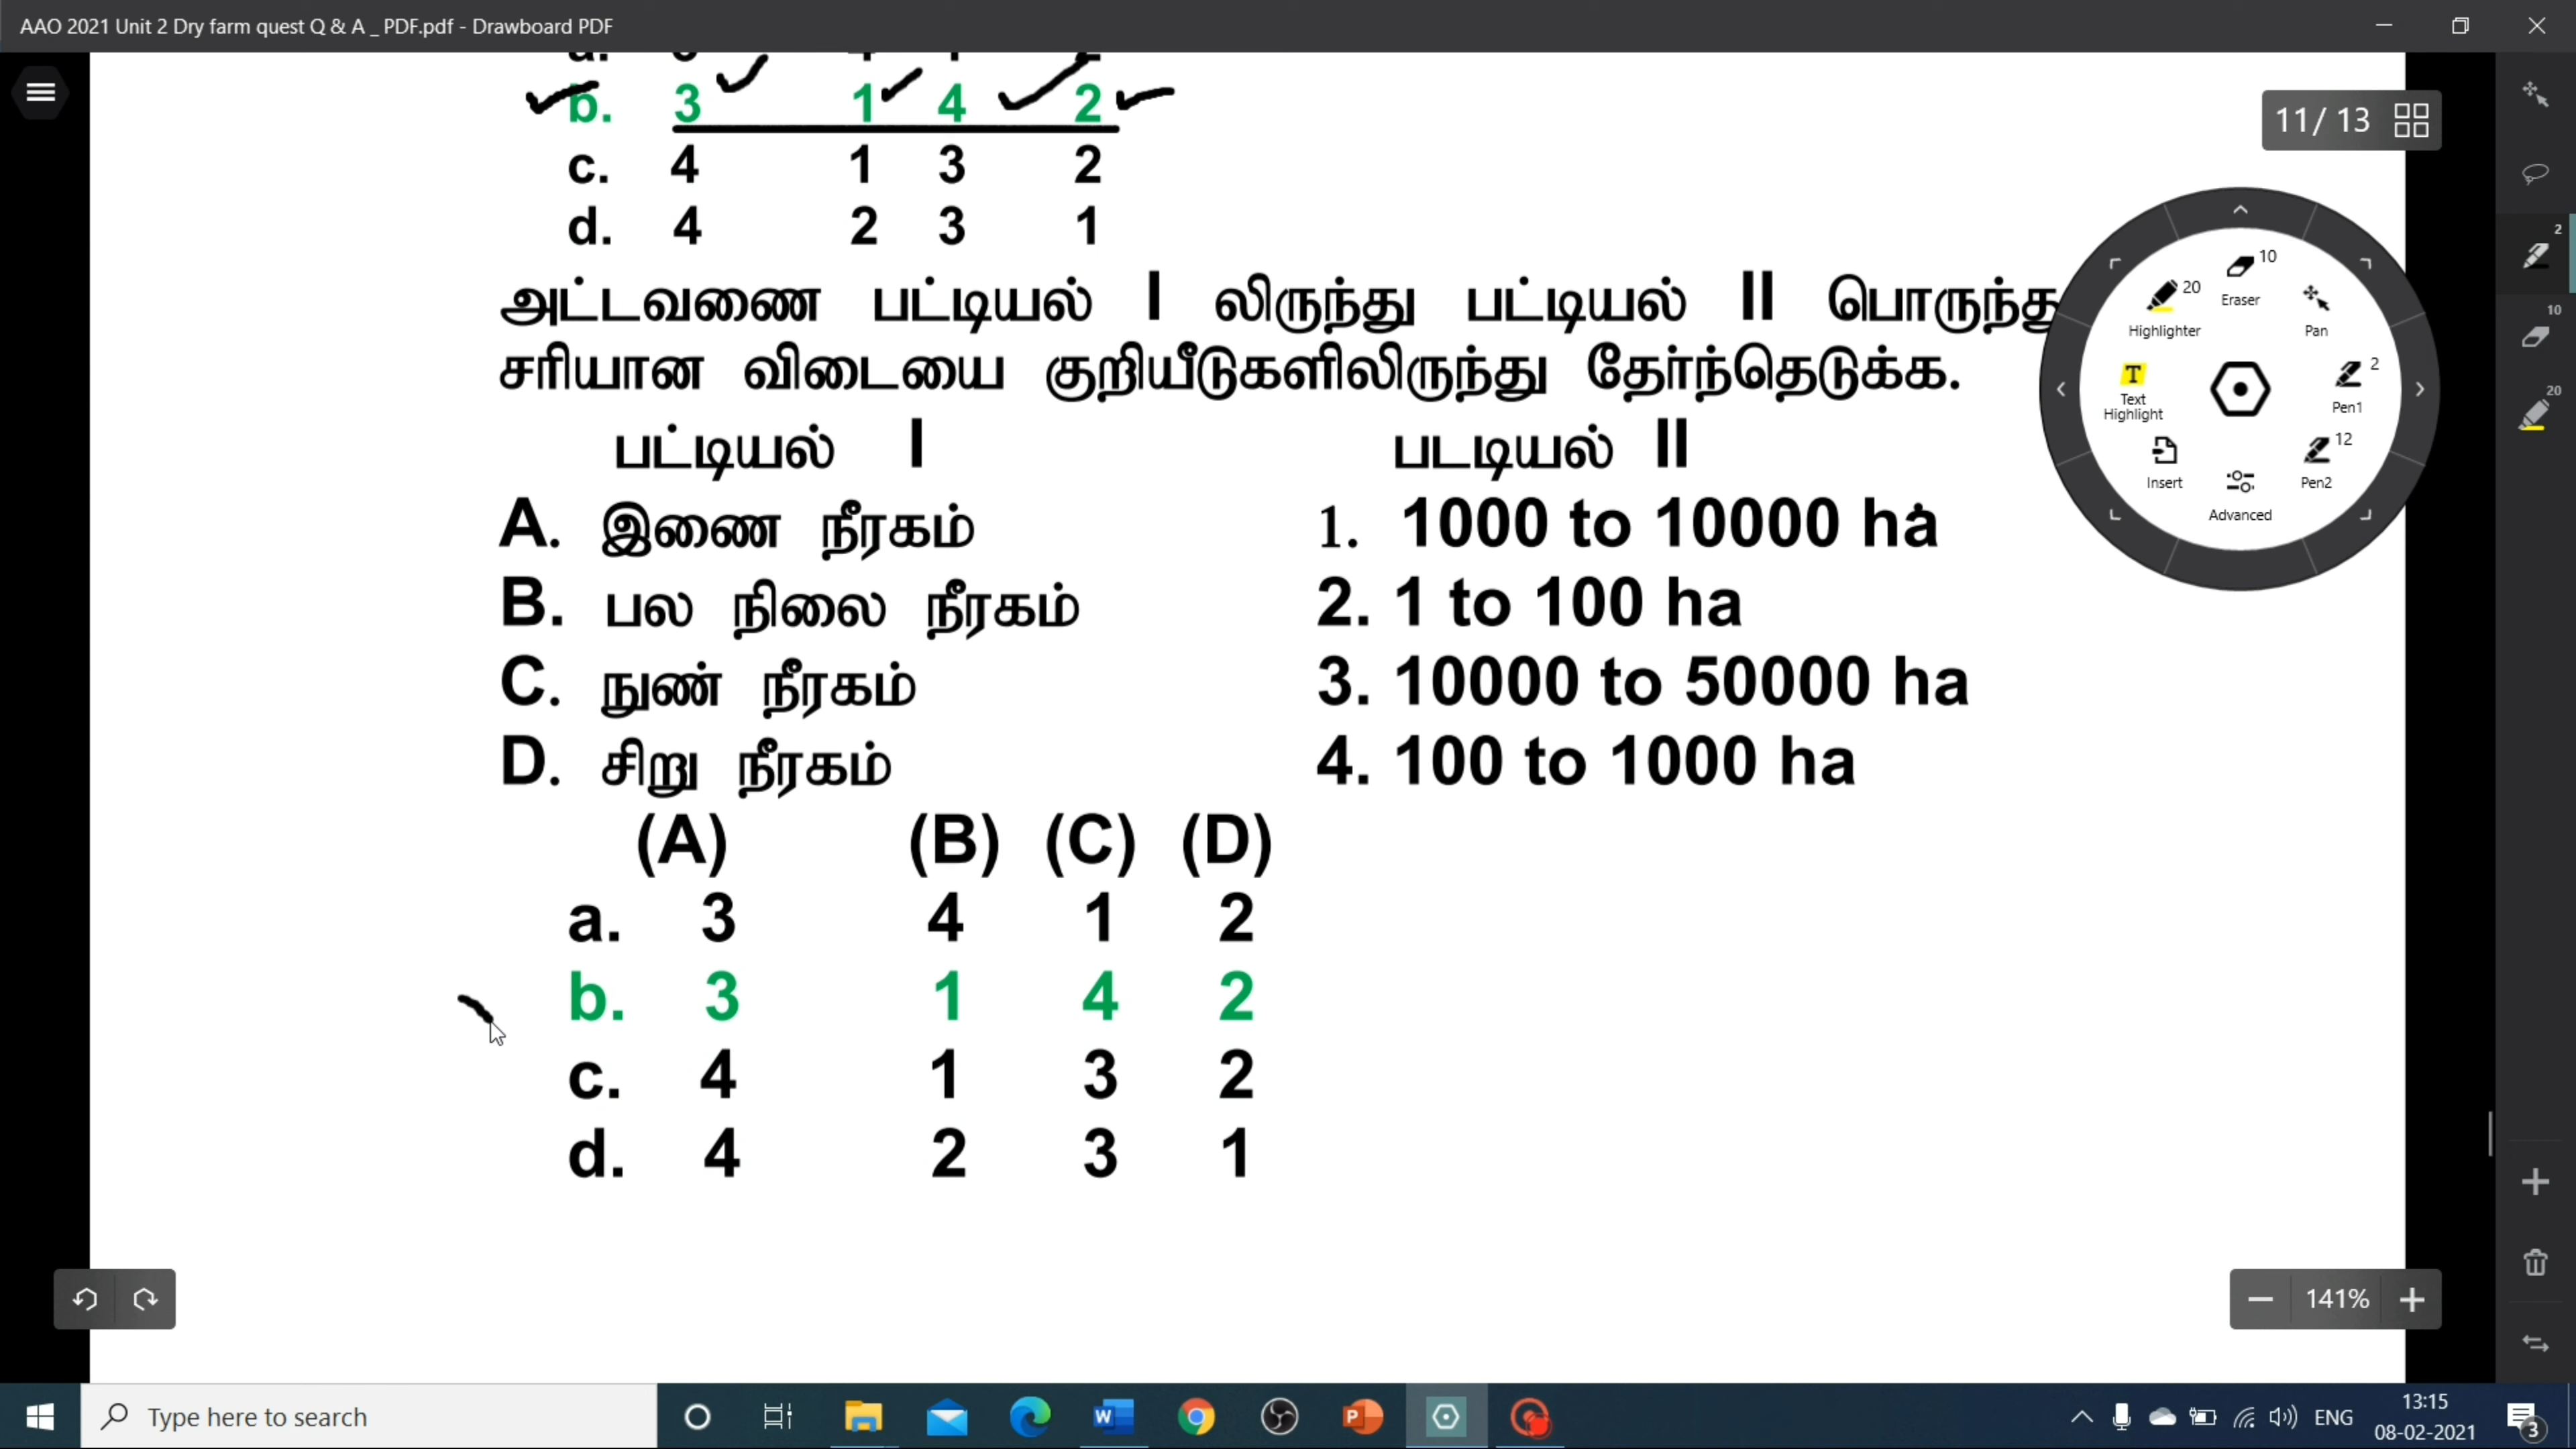 AAO 2021 Unit 2 Dry farm quest Q & A _ PDF.pdf - Drawboard PDF
b. 3 1 4 2
c. 4 1 3 2
d. 4 2 3 1
அட்டவணை பட்டியல் I லிருந்து பட்டியல் II பொருந்த
சரியான விடையை குறியீடுகளிலிருந்து தேர்ந்தெடுக்க.
பட்டியல் I படடியல் II
A. இணை நீரகம் 1. 1000 to 10000 ha
B. பல நிலை நீரகம் 2. 1 to 100 ha
C. நுண் நீரகம் 3. 10000 to 50000 ha
D. சிறு நீரகம் 4. 100 to 1000 ha
(A) (B) (C) (D)
a. 3 4 1 2
b. 3 1 4 2
c. 4 1 3 2
d. 4 2 3 1
11/ 13
10
Eraser
20
Highlighter
Pan
Text
Highlight
2
Pen1
Insert
12
Pen2
Advanced
2
10
20
141%
Type here to search
ENG
13:15
08-02-2021
3